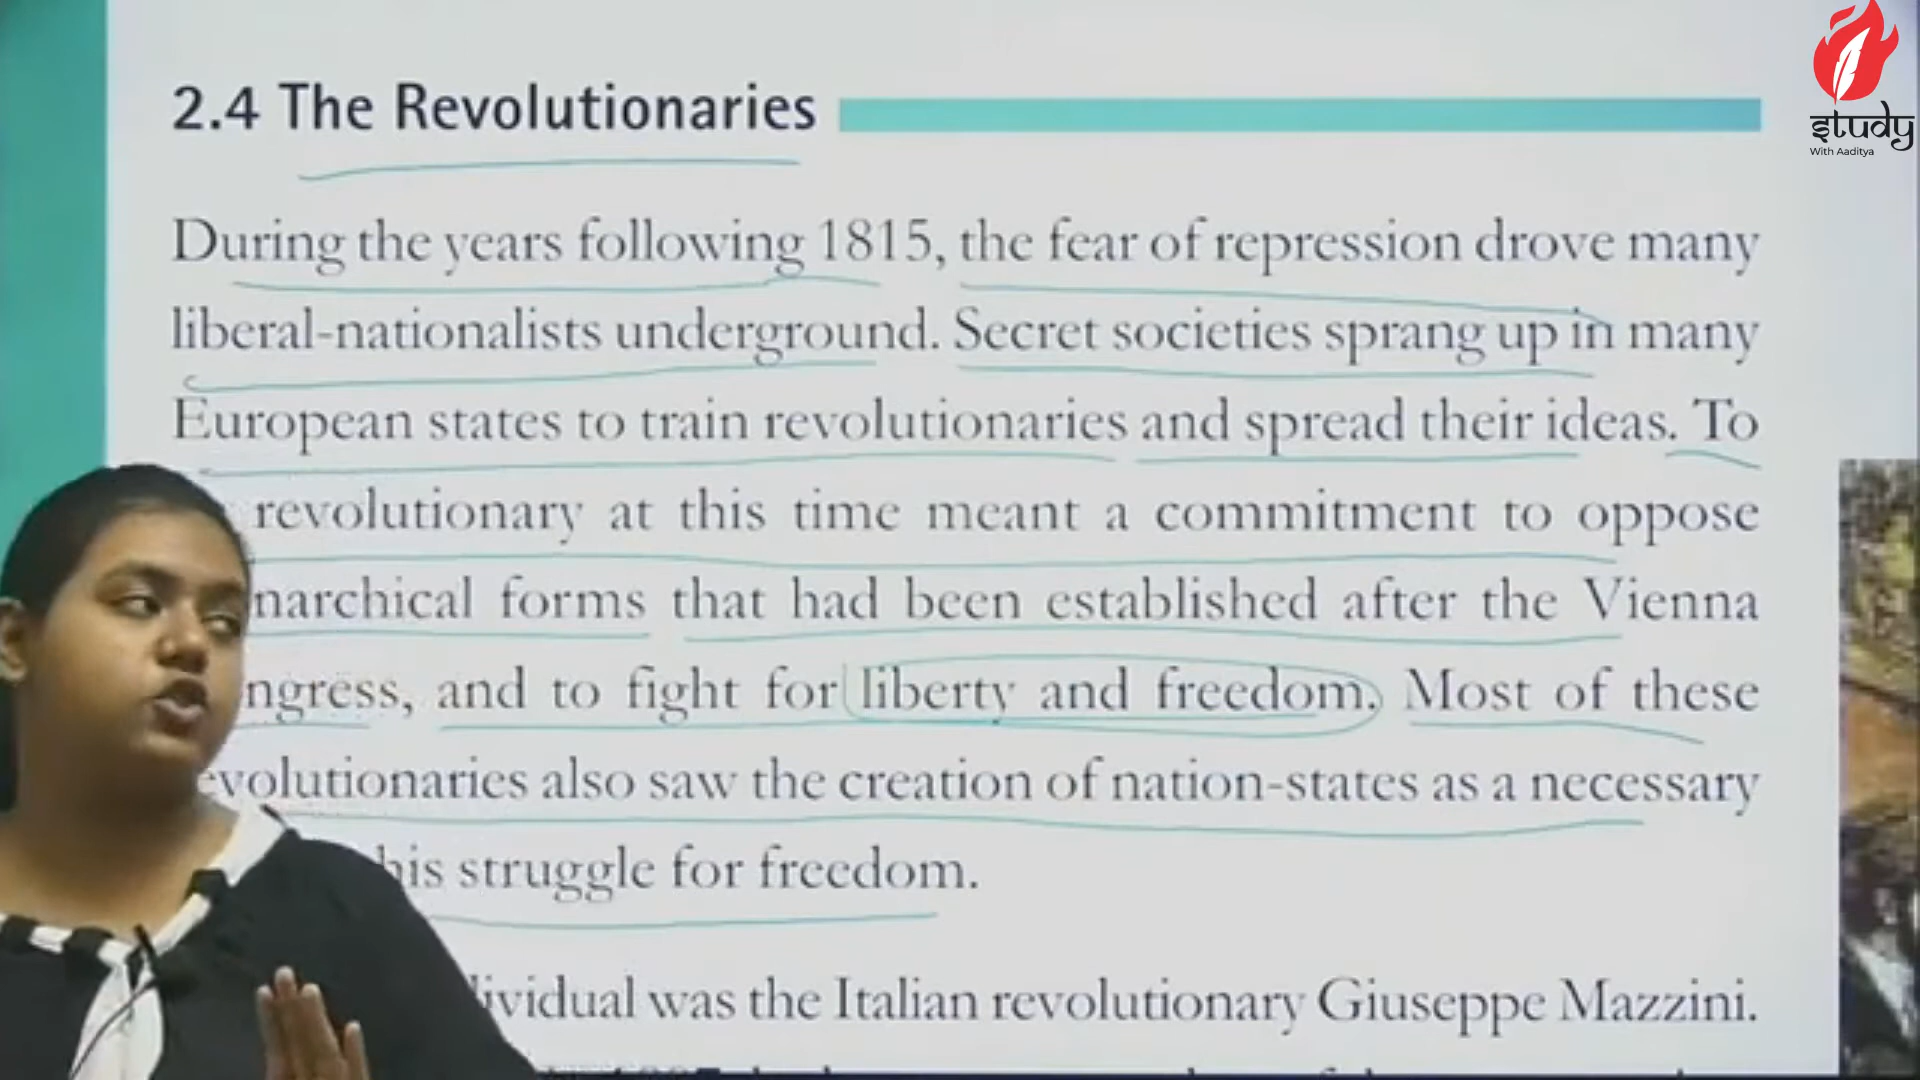 2.4 The Revolutionaries
study
With Aaditya
During the years following 1815, the fear of repression drove many
liberal-nationalists underground. Secret societies sprang up in many
European states to train revolutionaries and spread their ideas. To
revolutionary at this time meant a commitment to oppose
narchical forms that had been established after the Vienna
ngress, and to fight for liberty and freedom. Most of these
evolutionaries also saw the creation of nation-states as a necessary
his struggle for freedom.
ividual was the Italian revolutionary Giuseppe Mazzini.